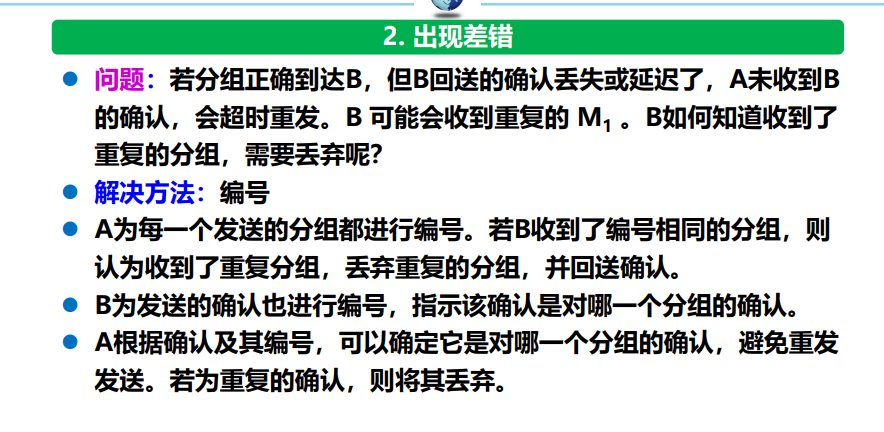 2. 出现差错
问题：若分组正确到达B，但B回送的确认丢失或延迟了，A未收到B
的确认，会超时重发。B 可能会收到重复的 M1 。B如何知道收到了
重复的分组，需要丢弃呢？
解决方法：编号
A为每一个发送的分组都进行编号。若B收到了编号相同的分组，则
认为收到了重复分组，丢弃重复的分组，并回送确认。
B为发送的确认也进行编号，指示该确认是对哪一个分组的确认。
A根据确认及其编号，可以确定它是对哪一个分组的确认，避免重发
发送。若为重复的确认，则将其丢弃。